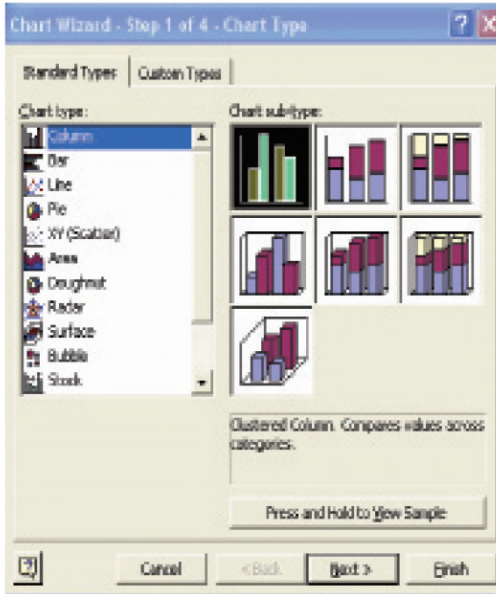 Chart Wizard - Step 1 of 4 - Chart Type
Standard Types
Custom Types
Chart type:
Column
Bar
Line
Pie
XY (Scatter)
Area
Doughnut
Radar
Surface
Bubble
Stock
Chart sub-type:
Clustered Column. Compares values across
categories.
Press and Hold to View Sample
Cancel
< Back
Next >
Finish